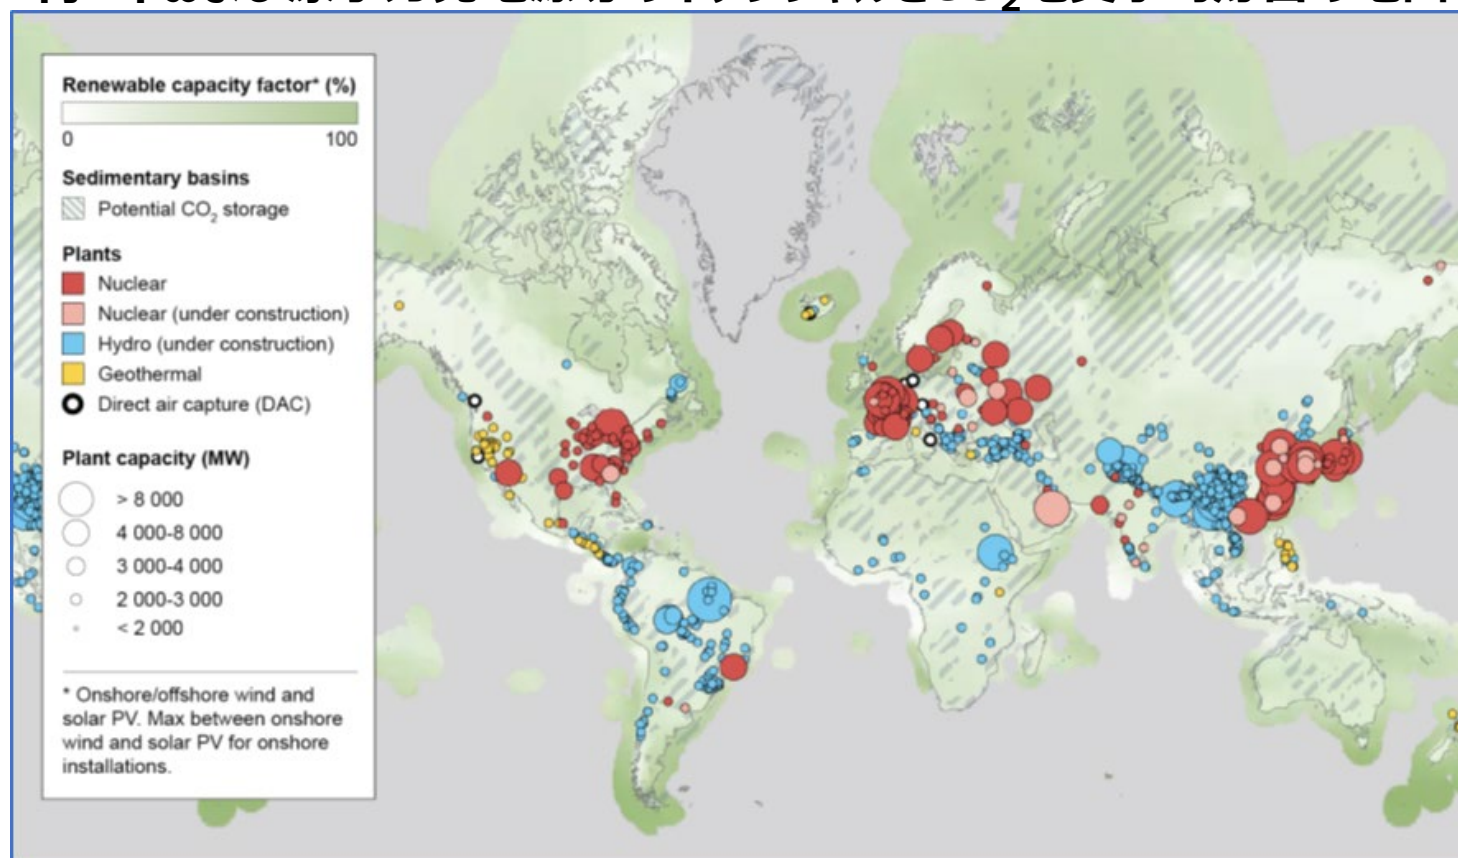 CO2
Renewable capacity factor* (%)
0 100
Sedimentary basins
Potential CO2 storage
Plants
Nuclear
Nuclear (under construction)
Hydro (under construction)
Geothermal
Direct air capture (DAC)
Plant capacity (MW)
> 8 000
4 000-8 000
3 000-4 000
2 000-3 000
< 2 000
* Onshore/offshore wind and
solar PV. Max between onshore
wind and solar PV for onshore
installations.